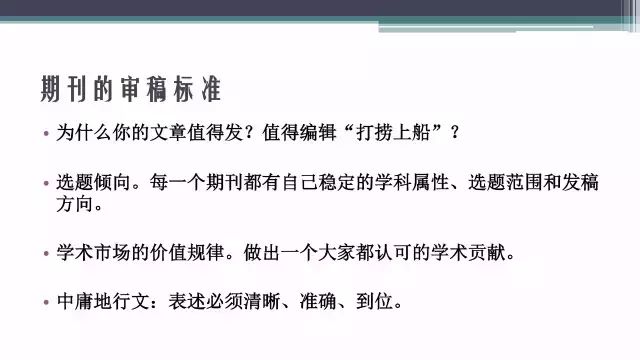 期刊的审稿标准
• 为什么你的文章值得发？值得编辑“打捞上船”？
• 选题倾向。每一个期刊都有自己稳定的学科属性、选题范围和发稿
方向。
• 学术市场的价值规律。做出一个大家都认可的学术贡献。
• 中庸地行文：表述必须清晰、准确、到位。